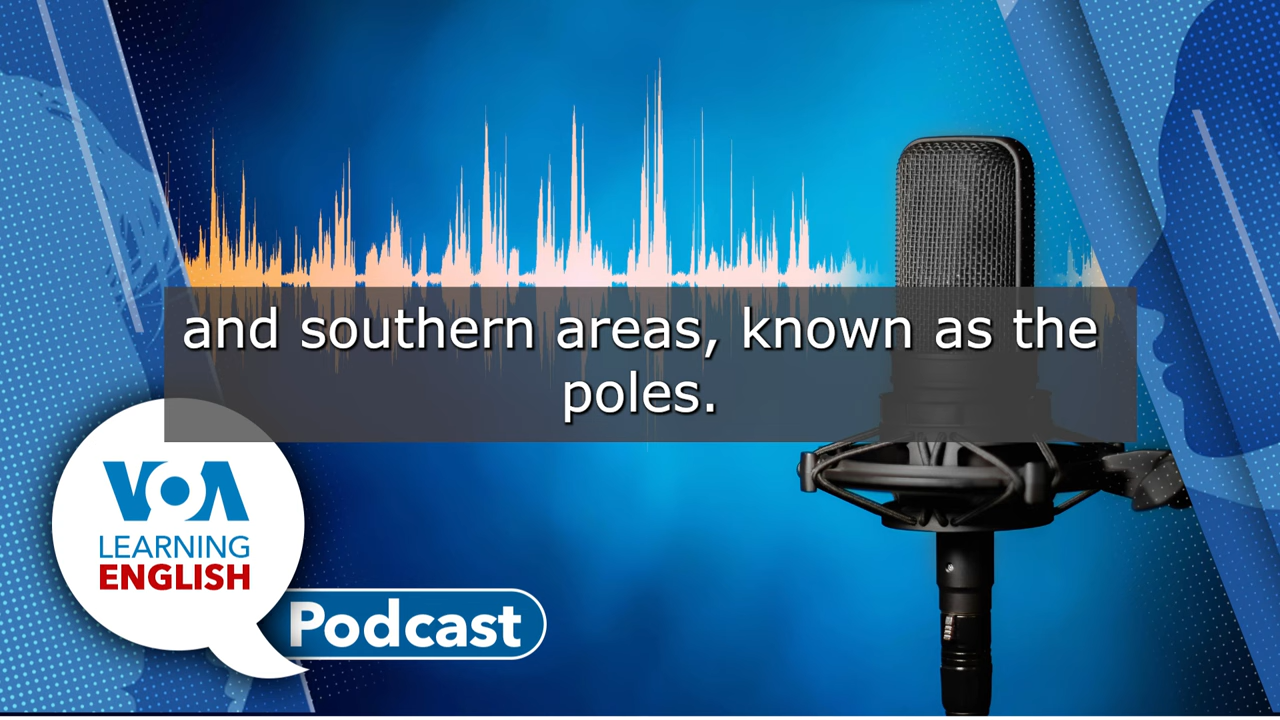 and southern areas, known as the
poles.
VOA
LEARNING
ENGLISH
Podcast